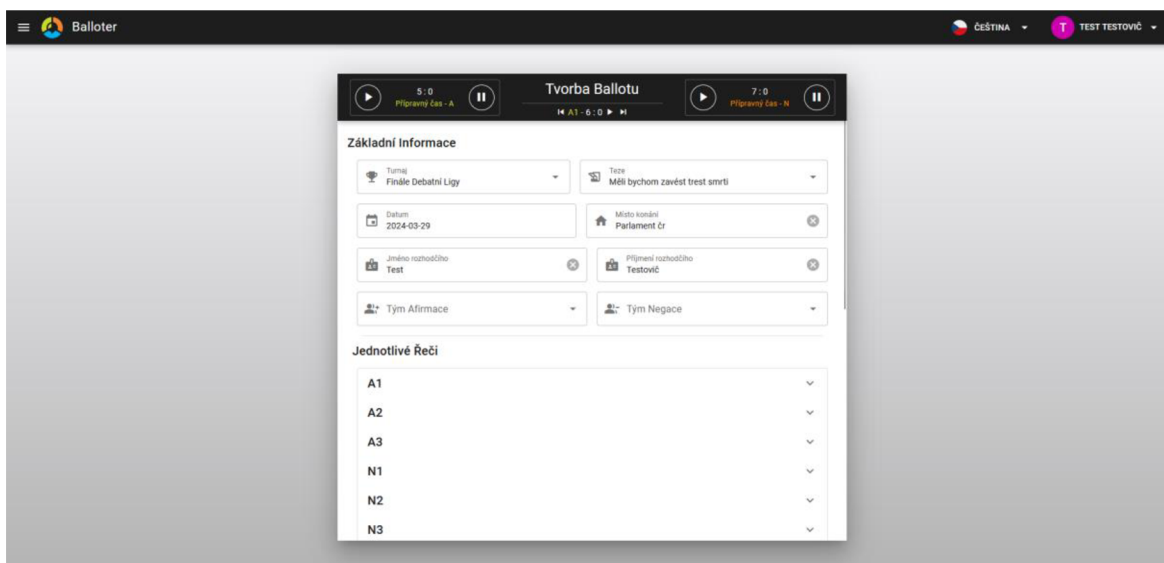 Balloter
ČEŠTINA
T
TEST TESTOVIČ
5:0
Přípravný čas - A
Tvorba Ballotu
A1 - 6:0
7:0
Přípravný čas - N
Základní Informace
Turnaj
Finále Debatní Ligy
Teze
Měli bychom zavést trest smrti
Datum
2024-03-29
Místo konání
Parlament čr
Jméno rozhodčího
Test
Příjmení rozhodčího
Testovič
Tým Afirmace
Tým Negace
Jednotlivé Řeči
A1
A2
A3
N1
N2
N3